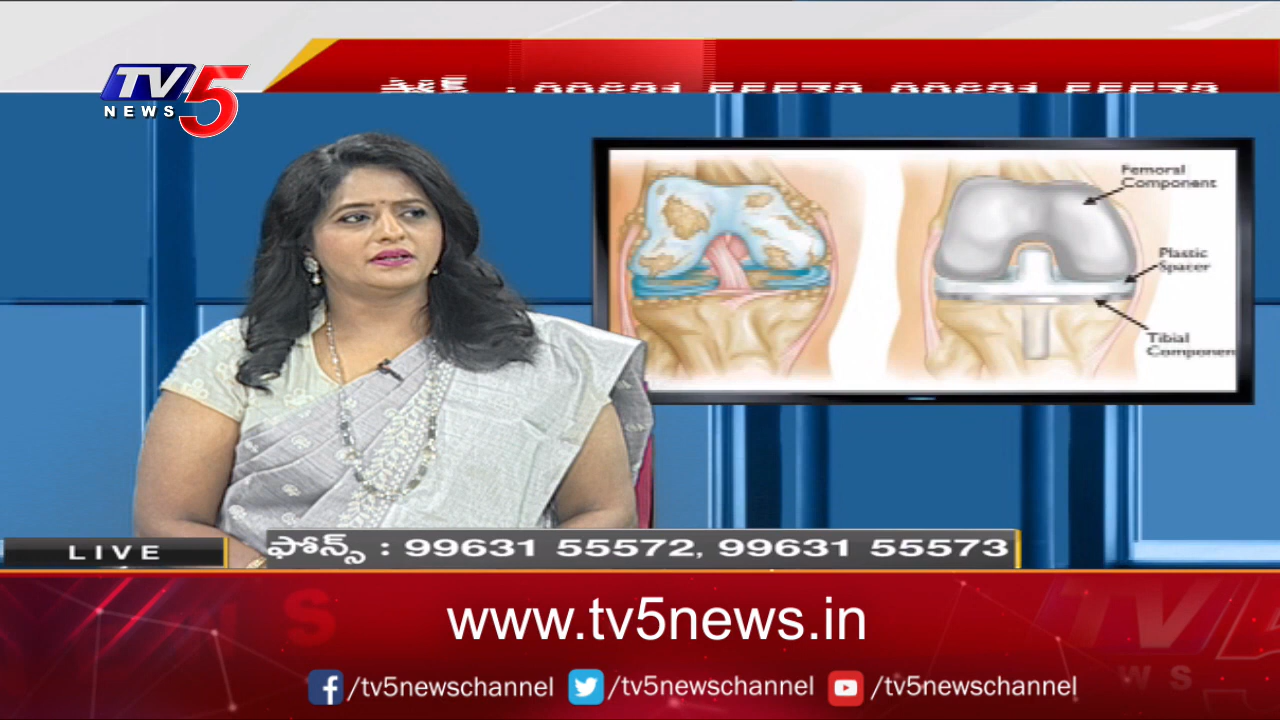 TV5
NEWS
Femoral
Component
Plastic
Spacer
Tibial
Componen
LIVE
ఫోన్స్ : 99631 55572, 99631 55573
www.tv5news.in
/tv5newschannel /tv5newschannel /tv5newschannel